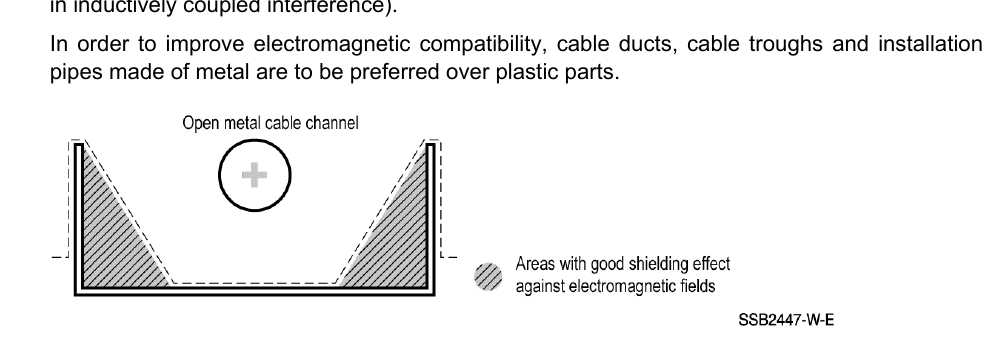 in inductively coupled interference).
In order to improve electromagnetic compatibility, cable ducts, cable troughs and installation
pipes made of metal are to be preferred over plastic parts.
Open metal cable channel
Areas with good shielding effect
against electromagnetic fields
SSB2447-W-E